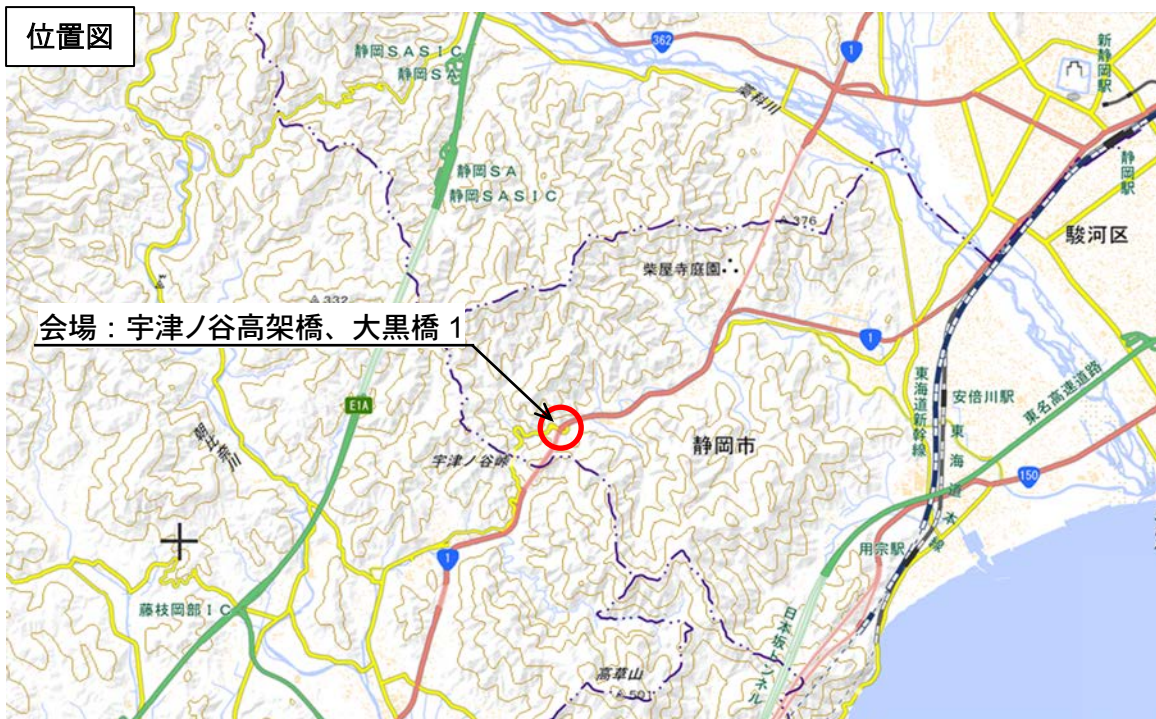 位置図
静岡SASIC
静岡SA
362
1
新静岡駅
藁科川
静岡駅
静岡SA
静岡SASIC
376
駿河区
柴屋寺庭園
332
会場：宇津ノ谷高架橋、大黒橋 1
1
E1A
東海道新幹線
安倍川駅
東名高速道路
朝比奈川
静岡市
宇津ノ谷峠
東海道本線
150
1
用宗駅
藤枝岡部IC
日本坂トンネル
高草山
501